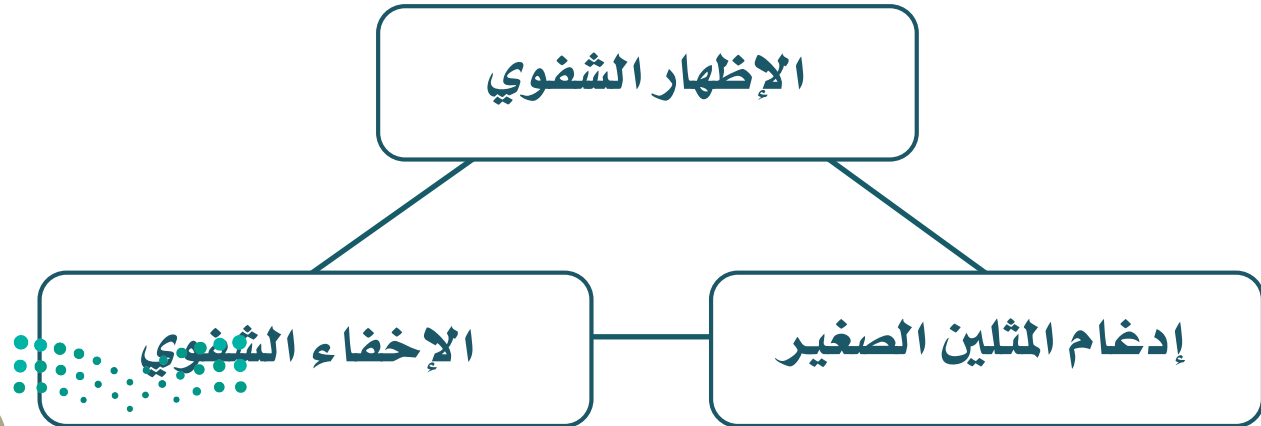 الإظهار الشفوي
إدغام المثلين الصغير
الإخفاء الشفوي